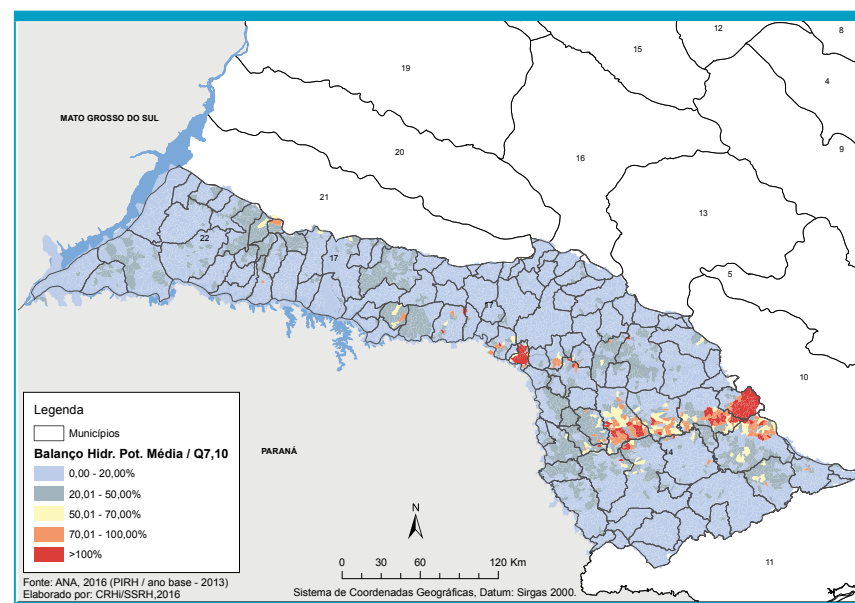 12
8
15
19
4
MATO GROSSO DO SUL
20
9
16
21
13
22
17
5
10
Legenda
Municípios
Balanço Hidr. Pot. Média / Q7,10
0,00 - 20,00%
20,01 - 50,00%
50,01 - 70,00%
70,01 - 100,00%
>100%
PARANÁ
14
N
0 30 60 120 Km
11
Fonte: ANA, 2016 (PIRH / ano base - 2013)
Elaborado por: CRHi/SSRH,2016
Sistema de Coordenadas Geográficas, Datum: Sirgas 2000.